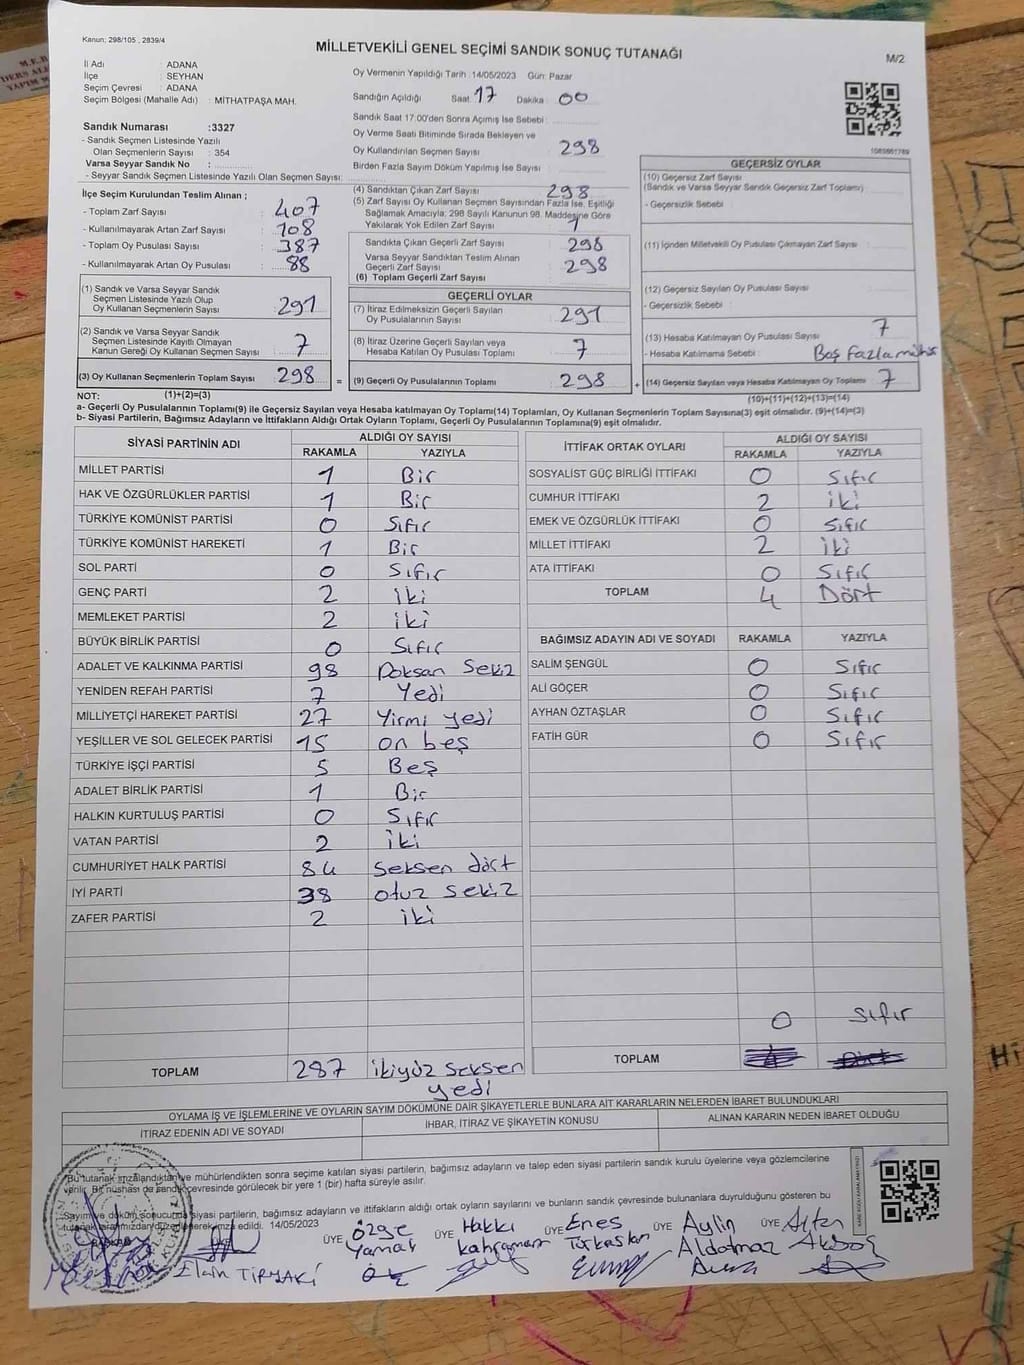 Kanun: 298/105 , 2839/4
MİLLETVEKİLİ GENEL SEÇİMİ SANDIK SONUÇ TUTANAĞI
M/2
İl Adı : ADANA
İlçe : SEYHAN
Seçim Çevresi : ADANA
Seçim Bölgesi (Mahalle Adı) : MİTHATPAŞA MAH.
Sandık Numarası :3327
- Sandık Seçmen Listesinde Yazılı
Olan Seçmenlerin Sayısı : 354
Varsa Seyyar Sandık No :
- Seyyar Sandık Seçmen Listesinde Yazılı Olan Seçmen Sayısı:
Oy Vermenin Yapıldığı Tarih :14/05/2023 Gün: Pazar
Sandığın Açıldığı Saat: 17 Dakika : 00
Sandık Saat 17:00'den Sonra Açımış İse Sebebi :
Oy Verme Saati Bitiminde Sırada Bekleyen ve
Oy Kullandırılan Seçmen Sayısı : 298
Birden Fazla Sayım Döküm Yapılmış İse Sayısı :
1585861789
İlçe Seçim Kurulundan Teslim Alınan ;
- Toplam Zarf Sayısı : 407
- Kullanılmayarak Artan Zarf Sayısı : 108
- Toplam Oy Pusulası Sayısı : 387
- Kullanılmayarak Artan Oy Pusulası : 88
(4) Sandıktan Çıkan Zarf Sayısı : 298
(5) Zarf Sayısı Oy Kullanan Seçmen Sayısından Fazla İse, Eşitliği
Sağlamak Amacıyla; 298 Sayılı Kanunun 98. Maddesine Göre
Yakılarak Yok Edilen Zarf Sayısı : 1
Sandıkta Çıkan Geçerli Zarf Sayısı : 298
Varsa Seyyar Sandıktan Teslim Alınan
Geçerli Zarf Sayısı : 298
(6) Toplam Geçerli Zarf Sayısı :
GEÇERSİZ OYLAR
(10) Geçersiz Zarf Sayısı
(Sandık ve Varsa Seyyar Sandık Geçersiz Zarf Toplamı) :
- Geçersizlik Sebebi :
(11) İçinden Milletvekili Oy Pusulası Çıkmayan Zarf Sayısı :
(12) Geçersiz Sayılan Oy Pusulası Sayısı :
- Geçersizlik Sebebi :
(13) Hesaba Katılmayan Oy Pusulası Sayısı : 7
- Hesaba Katılmama Sebebi :
(14) Geçersiz Sayılan veya Hesaba Katılmayan Oy Toplamı : 7
(10)+(11)+(12)+(13)=(14)
(1) Sandık ve Varsa Seyyar Sandık
Seçmen Listesinde Yazılı Olup
Oy Kullanan Seçmenlerin Sayısı : 291
(2) Sandık ve Varsa Seyyar Sandık
Seçmen Listesinde Kayıtlı Olmayan
Kanun Gereği Oy Kullanan Seçmen Sayısı : 7
(3) Oy Kullanan Seçmenlerin Toplam Sayısı : 298
GEÇERLİ OYLAR
(7) İtiraz Edilmeksizin Geçerli Sayılan
Oy Pusulalarının Sayısı : 291
(8) İtiraz Üzerine Geçerli Sayılan veya
Hesaba Katılan Oy Pusulası Toplamı : 7
= (9) Geçerli Oy Pusulalarının Toplamı : 298 +
NOT: (1)+(2)=(3)
a- Geçerli Oy Pusulalarının Toplamı(9) ile Geçersiz Sayılan veya Hesaba katılmayan Oy Toplamı(14) Toplamları, Oy Kullanan Seçmenlerin Toplam Sayısına(3) eşit olmalıdır. (9)+(14)=(3)
b- Siyasi Partilerin, Bağımsız Adayların ve İttifakların Aldığı Ortak Oyların Toplamı, Geçerli Oy Pusulalarının Toplamına(9) eşit olmalıdır.
SİYASİ PARTİNİN ADI ALDIĞI OY SAYISI
RAKAMLA YAZIYLA
MİLLET PARTİSİ 1 Bir
HAK VE ÖZGÜRLÜKLER PARTİSİ 1 Bir
TÜRKİYE KOMÜNİST PARTİSİ 0 Sıfır
TÜRKİYE KOMÜNİST HAREKETİ 1 Bir
SOL PARTİ 0 Sıfır
GENÇ PARTİ 2 iki
MEMLEKET PARTİSİ 2 iki
BÜYÜK BİRLİK PARTİSİ 0 Sıfır
ADALET VE KALKINMA PARTİSİ 98 Doksan Sekiz
YENİDEN REFAH PARTİSİ 7 Yedi
MİLLİYETÇİ HAREKET PARTİSİ 27 Yirmi yedi
YEŞİLLER VE SOL GELECEK PARTİSİ 15 on beş
TÜRKİYE İŞÇİ PARTİSİ 5 Beş
ADALET BİRLİK PARTİSİ 1 Bir
HALKIN KURTULUŞ PARTİSİ 0 Sıfır
VATAN PARTİSİ 2 iki
CUMHURİYET HALK PARTİSİ 84 Seksen dört
İYİ PARTİ 38 otuz sekiz
ZAFER PARTİSİ 2 iki
TOPLAM 287 ikiyüz seksen
yedi
İTTİFAK ORTAK OYLARI ALDIĞI OY SAYISI
RAKAMLA YAZIYLA
SOSYALİST GÜÇ BİRLİĞİ İTTİFAKI 0 Sıfır
CUMHUR İTTİFAKI 2 iki
EMEK VE ÖZGÜRLÜK İTTİFAKI 0 Sıfır
MİLLET İTTİFAKI 2 iki
ATA İTTİFAKI 0 Sıfır
TOPLAM 4 Dört
BAĞIMSIZ ADAYIN ADI VE SOYADI RAKAMLA YAZIYLA
SALİM ŞENGÜL 0 Sıfır
ALİ GÖÇER 0 Sıfır
AYHAN ÖZTAŞLAR 0 Sıfır
FATİH GÜR 0 Sıfır
0 Sıfır
TOPLAM
OYLAMA İŞ VE İŞLEMLERİNE VE OYLARIN SAYIM DÖKÜMÜNE DAİR ŞİKAYETLERLE BUNLARA AİT KARARLARIN NELERDEN İBARET BULUNDUKLARI
İTİRAZ EDENİN ADI VE SOYADI İHBAR, İTİRAZ VE ŞİKAYETİN KONUSU ALINAN KARARIN NEDEN İBARET OLDUĞU
Bu tutanak imzalandıktan ve mühürlendikten sonra seçime katılan siyasi partilerin, bağımsız adayların ve talep eden siyasi partilerin sandık kurulu üyelerine veya gözlemcilerine
verilir. Bir nüshası da sandık çevresinde görülecek bir yere 1 (bir) hafta süreyle asılır.
Sayım ve döküm sonucunda siyasi partilerin, bağımsız adayların ve ittifakların aldığı ortak oyların sayılarını ve bunların sandık çevresinde bulunanlara duyrulduğunu gösteren bu
tutanak tarafımızdan düzenlenerek imza edildi. 14/05/2023
BAŞKAN
TİRYAKİ
ÜYE Özge
Yamak
ÜYE Hakkı
Kahraman
ÜYE Enes
Türkaslan
ÜYE Aylin
Aldatmaz
ÜYE